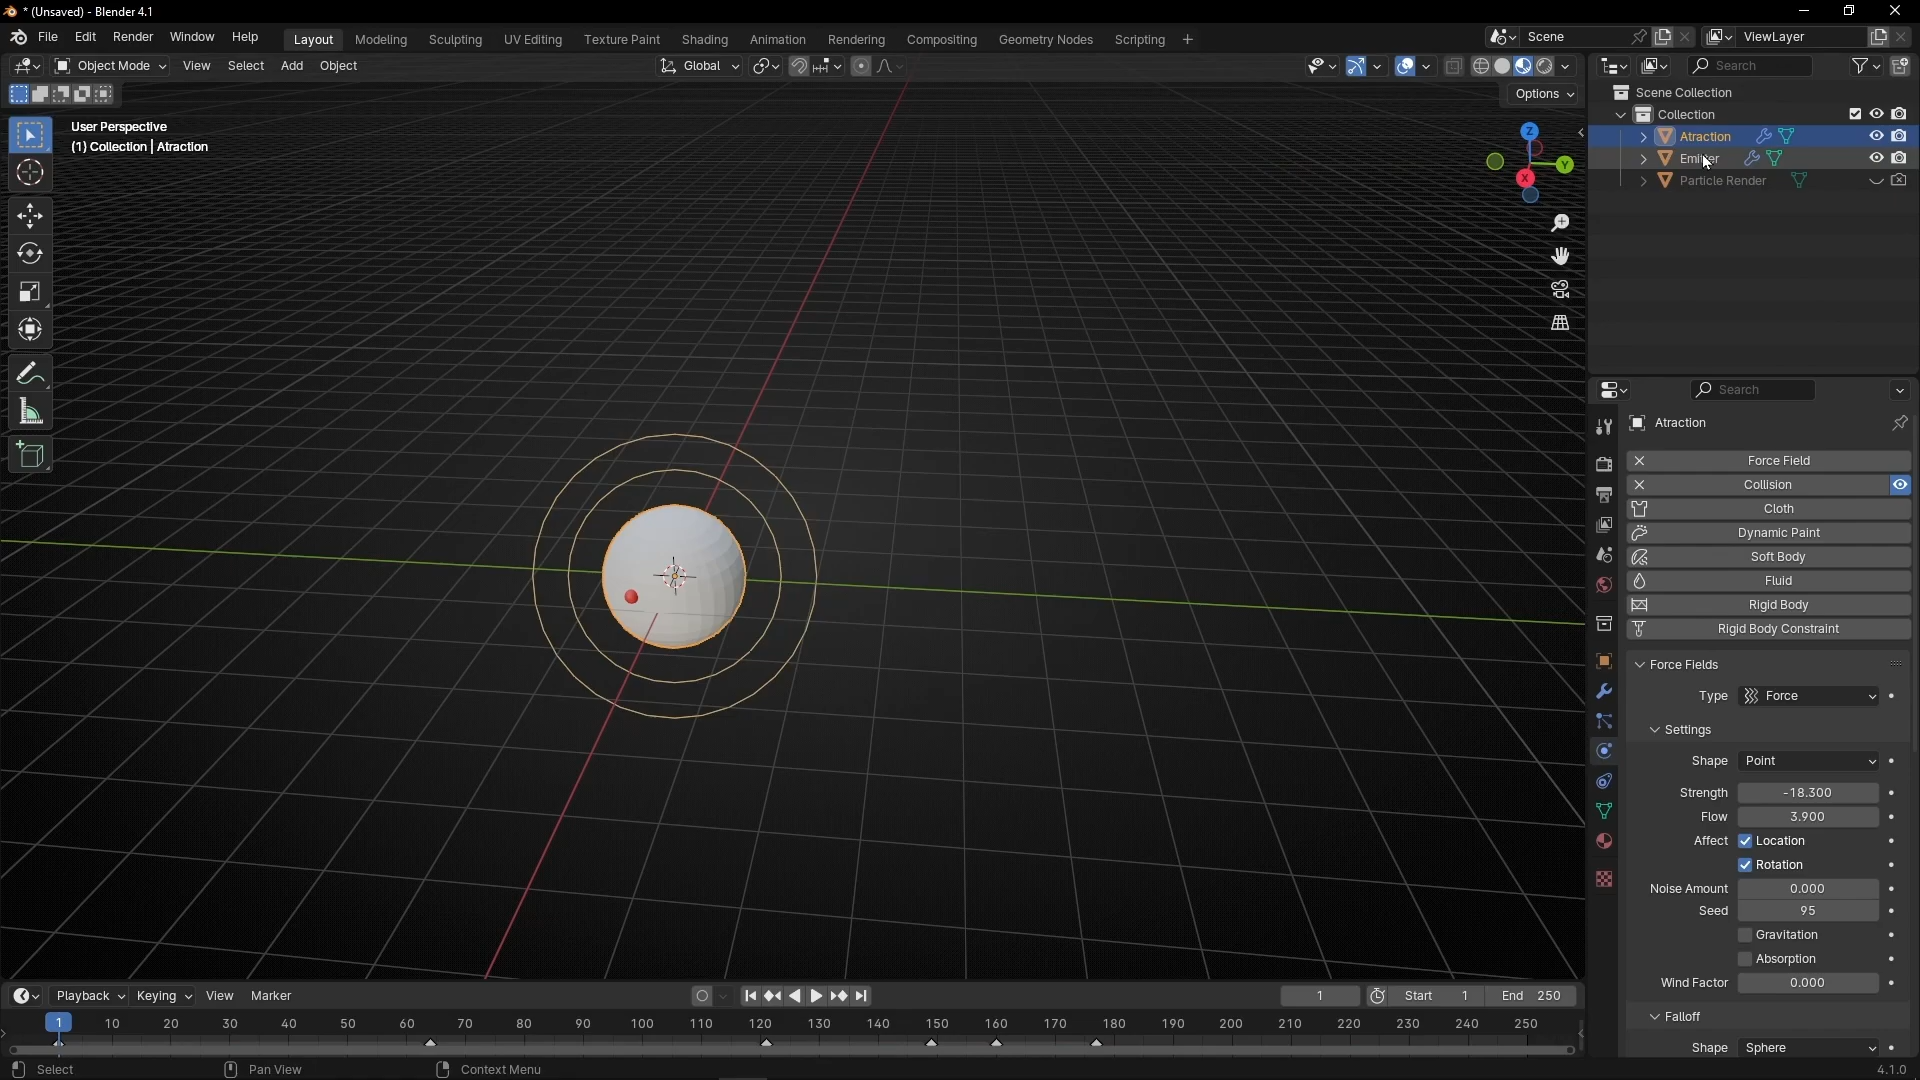 * (Unsaved) - Blender 4.1
File Edit Render Window Help
Layout Modeling Sculpting UV Editing Texture Paint Shading Animation Rendering Compositing Geometry Nodes Scripting +
Scene
ViewLayer
Object Mode View Select Add Object
Global
Search
Options
User Perspective
(1) Collection | Atraction
Z
Y
X
Scene Collection
Collection
Atraction
Particle Render
Search
Atraction
Force Field
Collision
Cloth
Dynamic Paint
Soft Body
Fluid
Rigid Body
Rigid Body Constraint
Force Fields
Type Force
Settings
Shape Point
Strength -18.300
Flow 3.900
Affect Location
Rotation
Noise Amount 0.000
Seed 95
Gravitation
Absorption
Wind Factor 0.000
Falloff
Shape Sphere
Playback Keying View Marker
1 Start 1 End 250
1 10 20 30 40 50 60 70 80 90 100 110 120 130 140 150 160 170 180 190 200 210 220 230 240 250
Select Pan View Context Menu
4.1.0